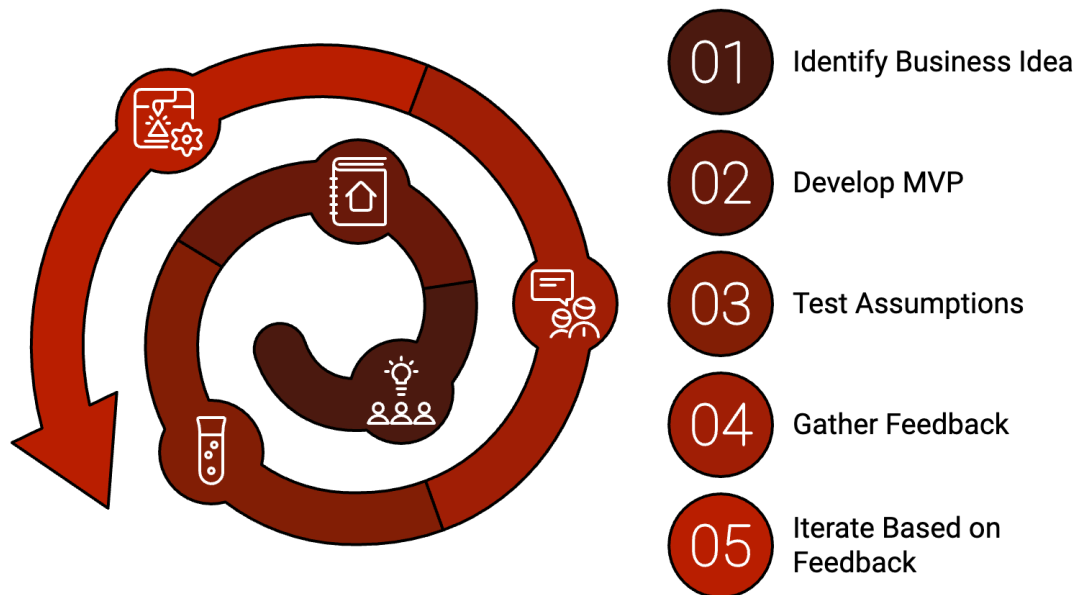 01
Identify Business Idea
02
Develop MVP
03
Test Assumptions
04
Gather Feedback
05
Iterate Based on
Feedback